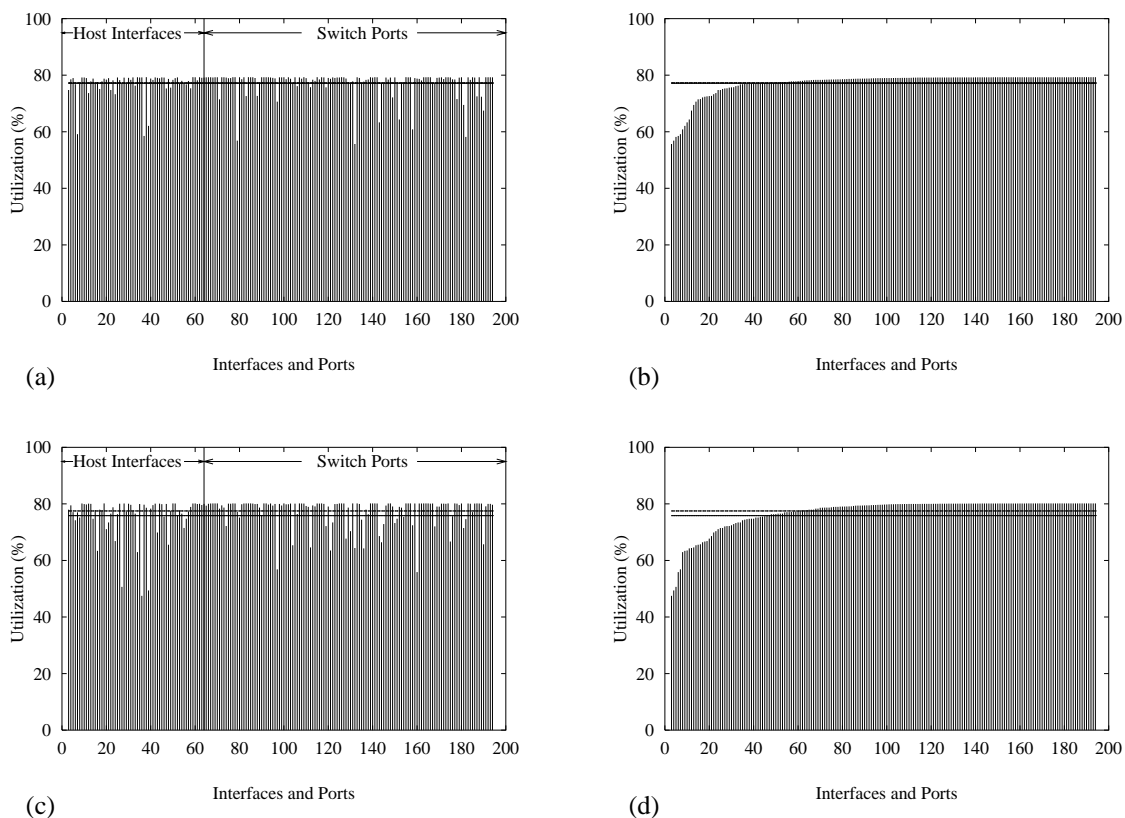 100
80
60
40
20
0
Utilization (%)
Host Interfaces
Switch Ports
0 20 40 60 80 100 120 140 160 180 200
Interfaces and Ports
(a)
100
80
60
40
20
0
Utilization (%)
0 20 40 60 80 100 120 140 160 180 200
Interfaces and Ports
(b)
100
80
60
40
20
0
Utilization (%)
Host Interfaces
Switch Ports
0 20 40 60 80 100 120 140 160 180 200
Interfaces and Ports
(c)
100
80
60
40
20
0
Utilization (%)
0 20 40 60 80 100 120 140 160 180 200
Interfaces and Ports
(d)